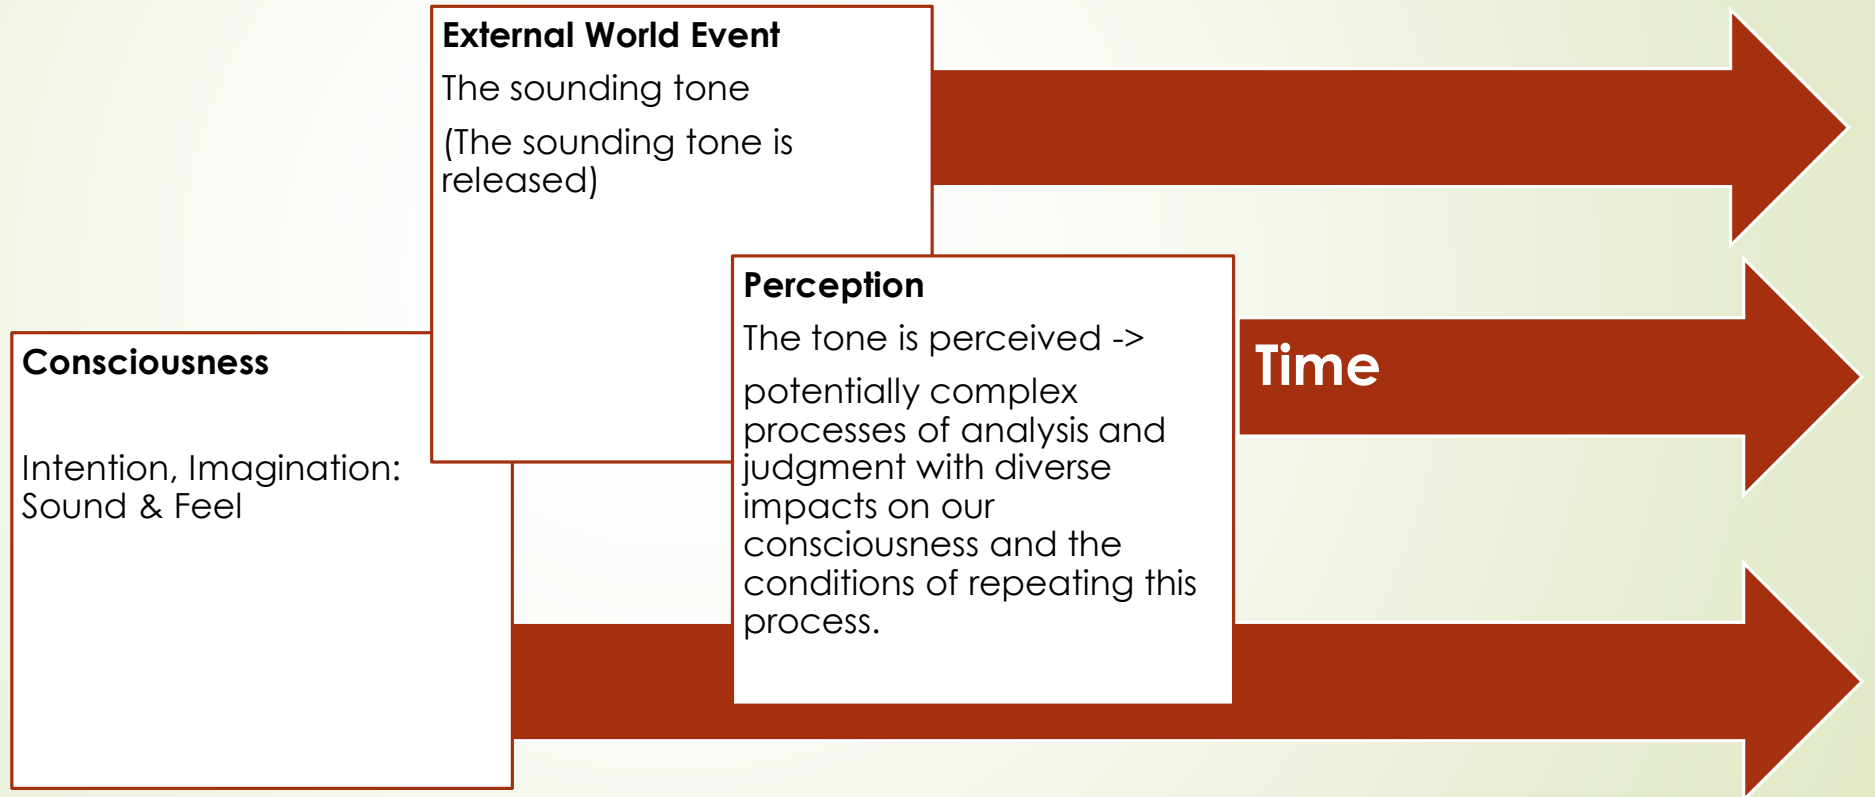 External World Event
The sounding tone
(The sounding tone is
released)
Perception
The tone is perceived ->
potentially complex
processes of analysis and
judgment with diverse
impacts on our
consciousness and the
conditions of repeating this
process.
Consciousness
Intention, Imagination:
Sound & Feel
Time